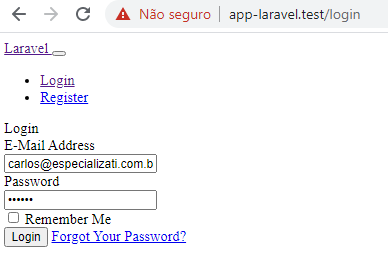 Não seguro | app-laravel.test/login
Laravel
Login
Register
Login
E-Mail Address
carlos@especializati.com.b
Password
••••••
Remember Me
Login Forgot Your Password?